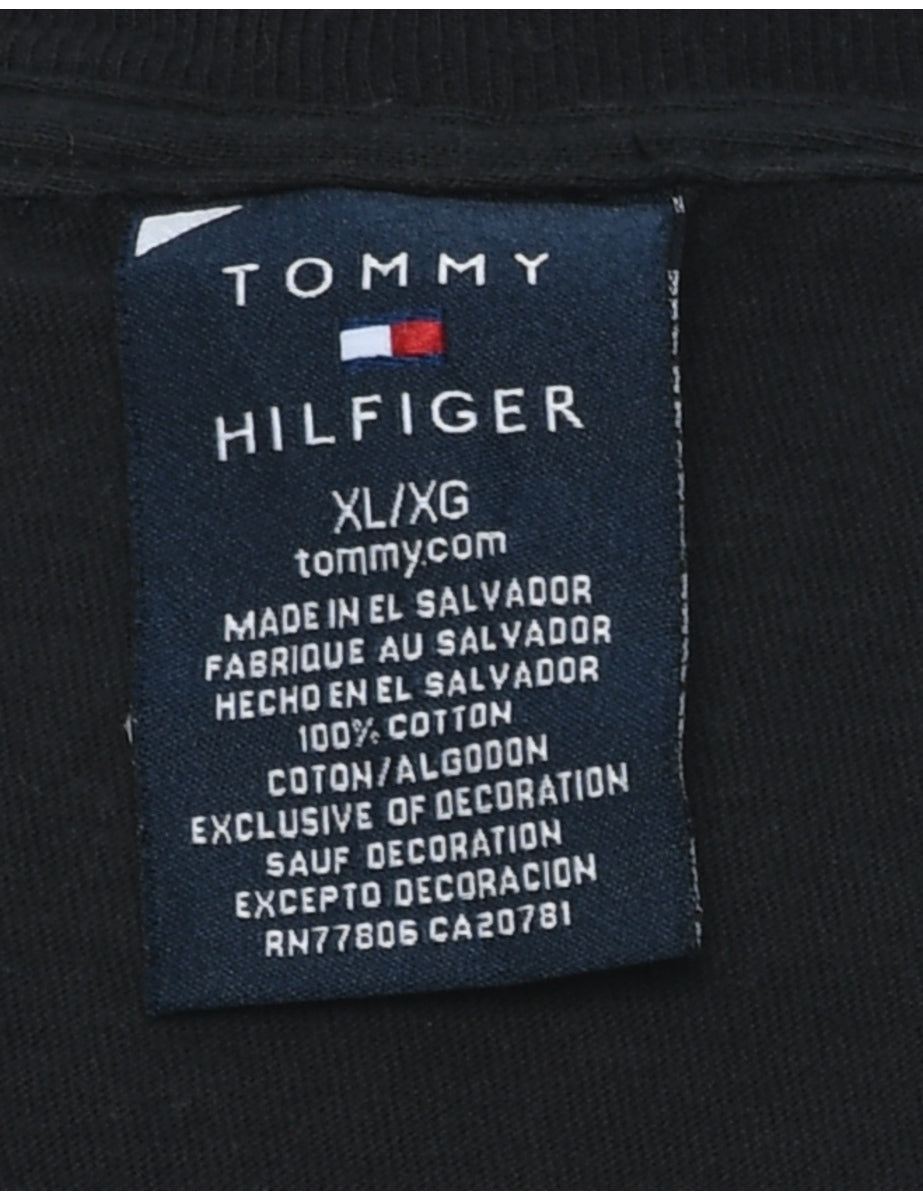 TOMMY
HILFIGER
XL/XG
tommy.com
MADE IN EL SALVADOR
FABRIQUE AU SALVADOR
HECHO EN EL SALVADOR
100% COTTON
COTON/ALGODON
EXCLUSIVE OF DECORATION
SAUF DECORATION
EXCEPTO DECORACION
RN77806 CA20781